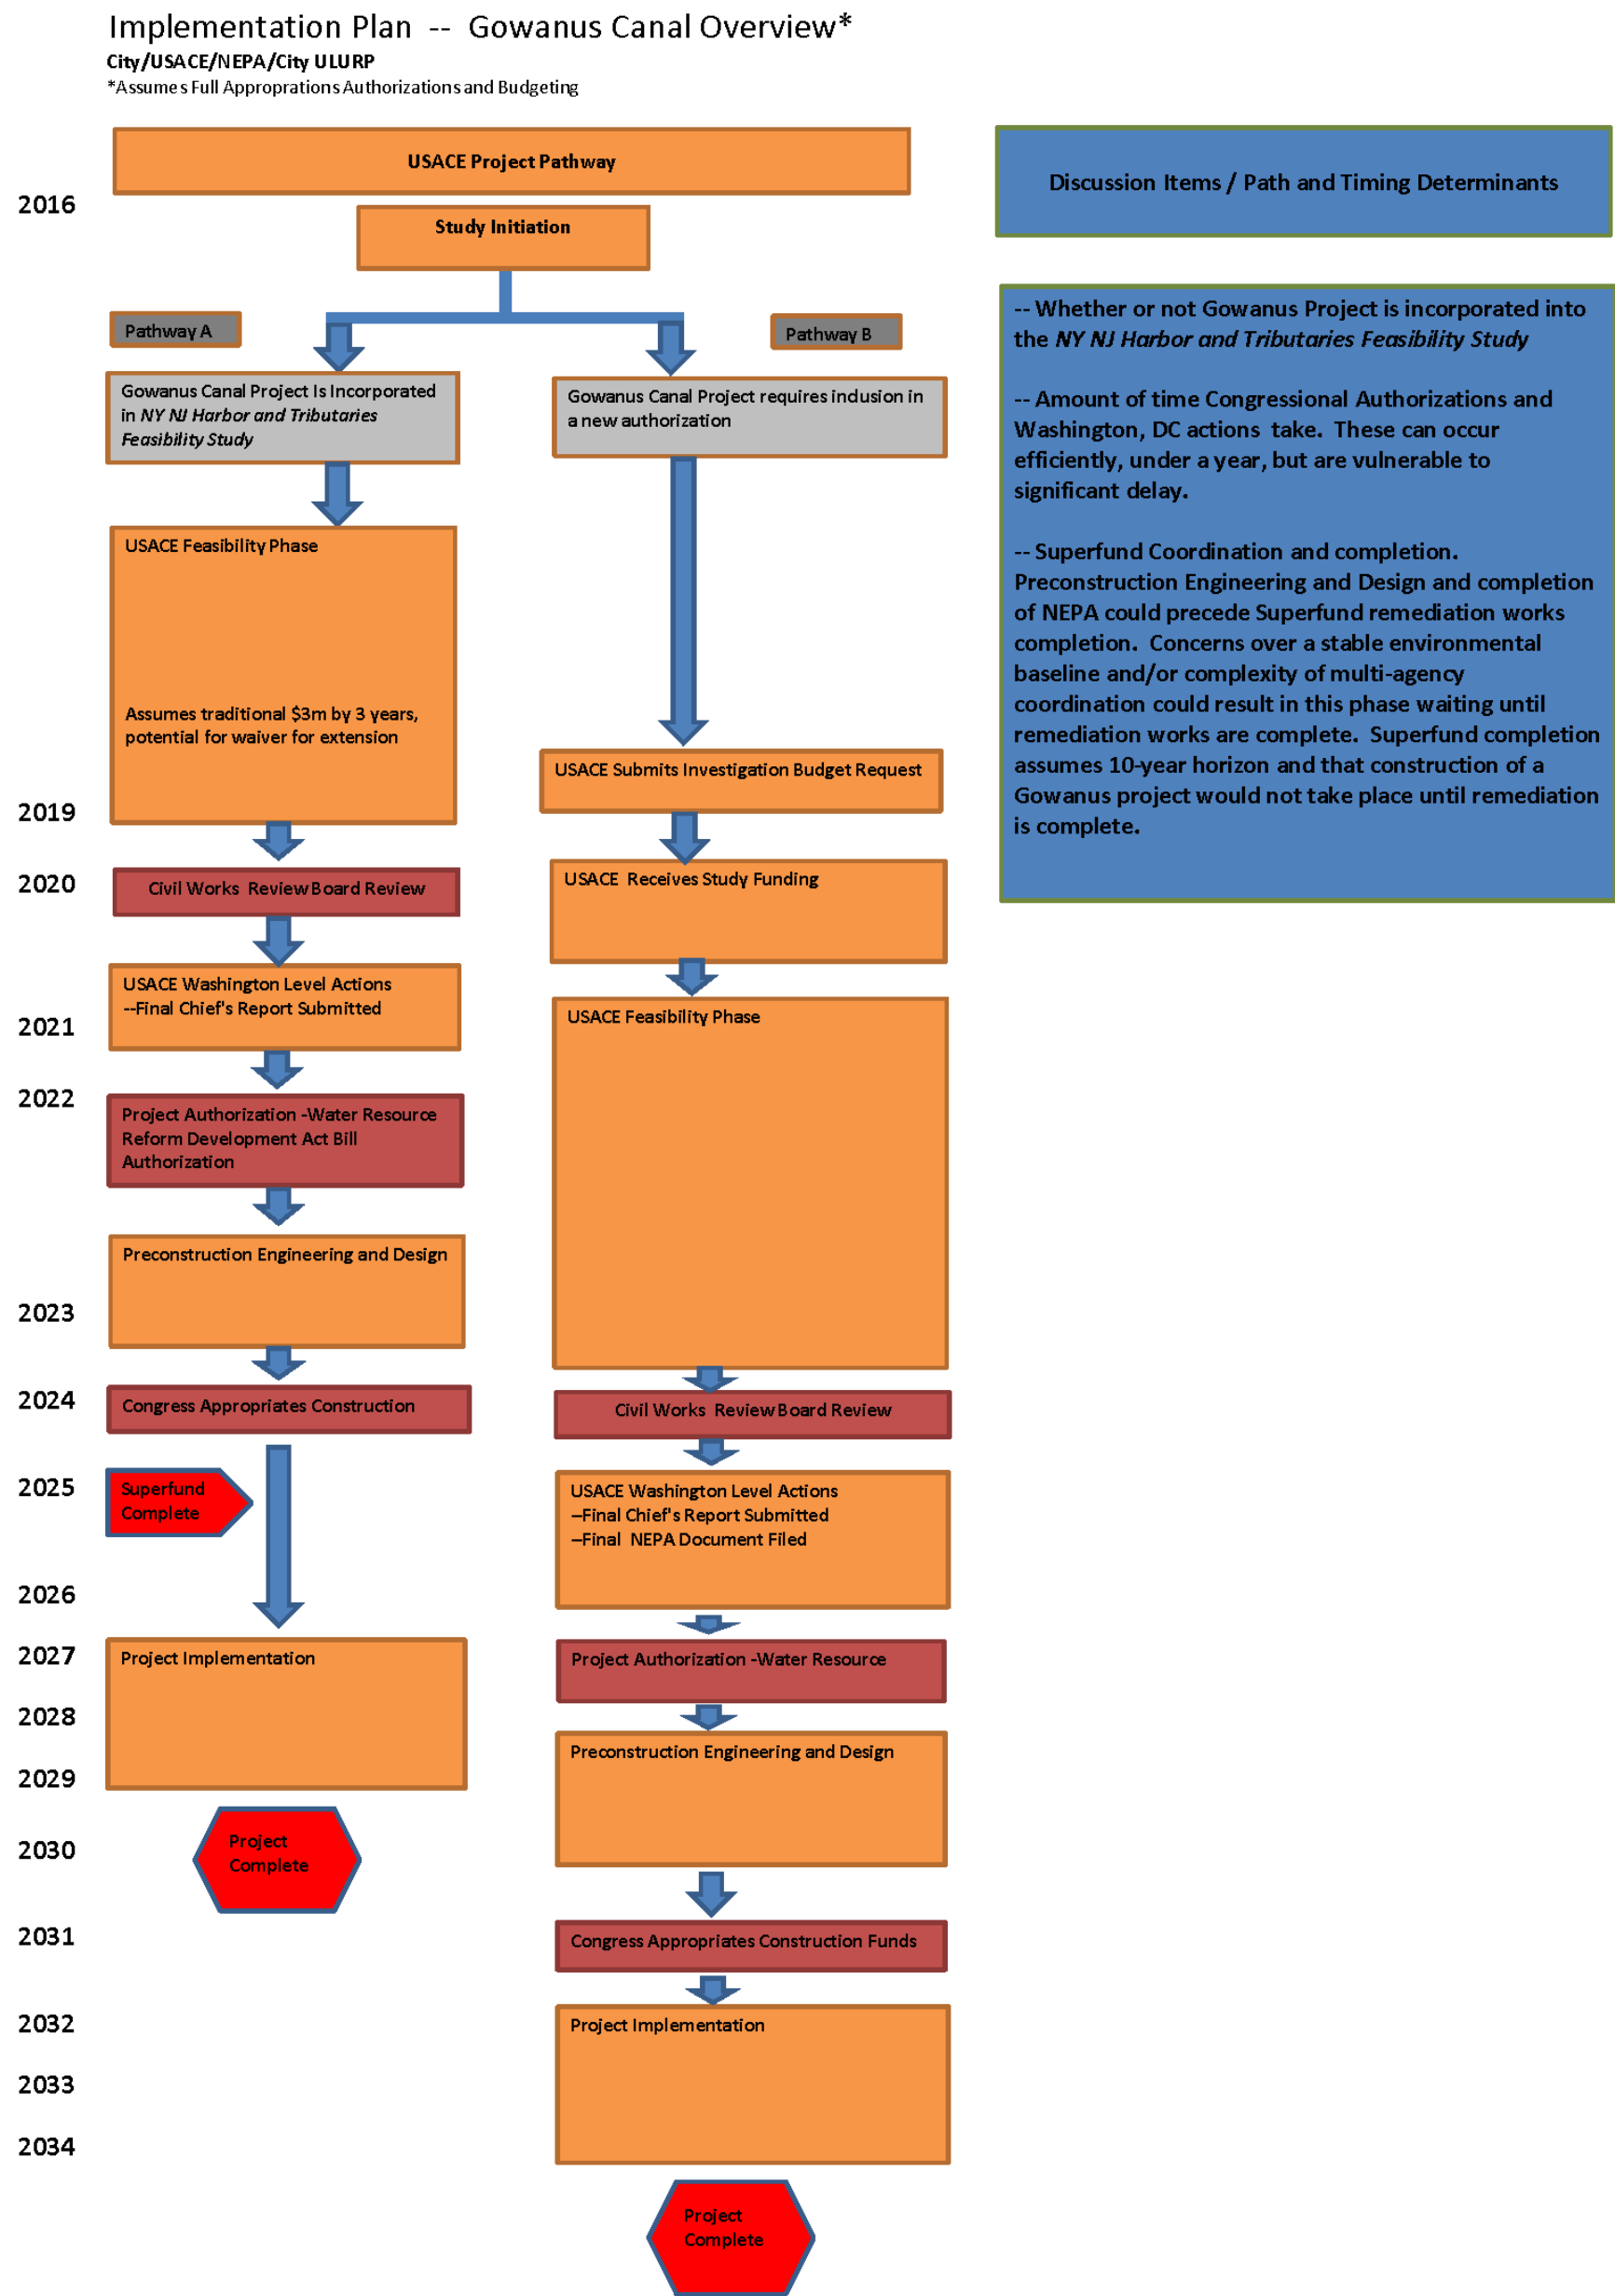 Implementation Plan -- Gowanus Canal Overview*
City/USACE/NEPA/City ULURP
*Assumes Full Approprations Authorizations and Budgeting
USACE Project Pathway
Discussion Items / Path and Timing Determinants
2016
Study Initiation
Pathway A
Pathway B
Gowanus Canal Project Is Incorporated
in NY NJ Harbor and Tributaries
Feasibility Study
Gowanus Canal Project requires inclusion in
a new authorization
-- Whether or not Gowanus Project is incorporated into
the NY NJ Harbor and Tributaries Feasibility Study
-- Amount of time Congressional Authorizations and
Washington, DC actions take. These can occur
efficiently, under a year, but are vulnerable to
significant delay.
-- Superfund Coordination and completion.
Preconstruction Engineering and Design and completion
of NEPA could precede Superfund remediation works
completion. Concerns over a stable environmental
baseline and/or complexity of multi-agency
coordination could result in this phase waiting until
remediation works are complete. Superfund completion
assumes 10-year horizon and that construction of a
Gowanus project would not take place until remediation
is complete.
USACE Feasibility Phase
Assumes traditional $3m by 3 years,
potential for waiver for extension
USACE Submits Investigation Budget Request
2019
2020
Civil Works Review Board Review
USACE Receives Study Funding
USACE Washington Level Actions
--Final Chief's Report Submitted
2021
USACE Feasibility Phase
2022
Project Authorization -Water Resource
Reform Development Act Bill
Authorization
Preconstruction Engineering and Design
2023
2024
Congress Appropriates Construction
Civil Works Review Board Review
2025
Superfund
Complete
USACE Washington Level Actions
--Final Chief's Report Submitted
--Final NEPA Document Filed
2026
2027
Project Implementation
Project Authorization -Water Resource
2028
Preconstruction Engineering and Design
2029
2030
Project
Complete
2031
Congress Appropriates Construction Funds
2032
Project Implementation
2033
2034
Project
Complete